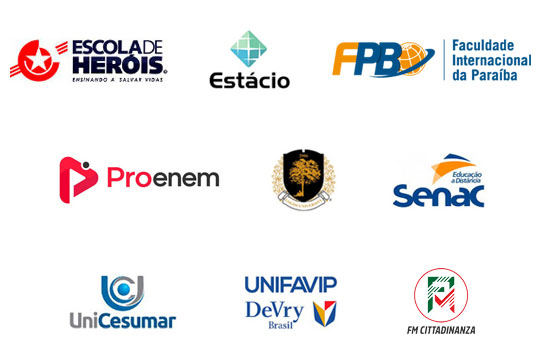 ESCOLA DE
HERÓIS
ENSINANDO A SALVAR VIDAS
Estácio
FPB
Faculdade
Internacional
da Paraíba
Proenem
Educação
a Distância
Senac
UniCesumar
UNIFAVIP
DeVry
Brasil
FM CITTADINANZA